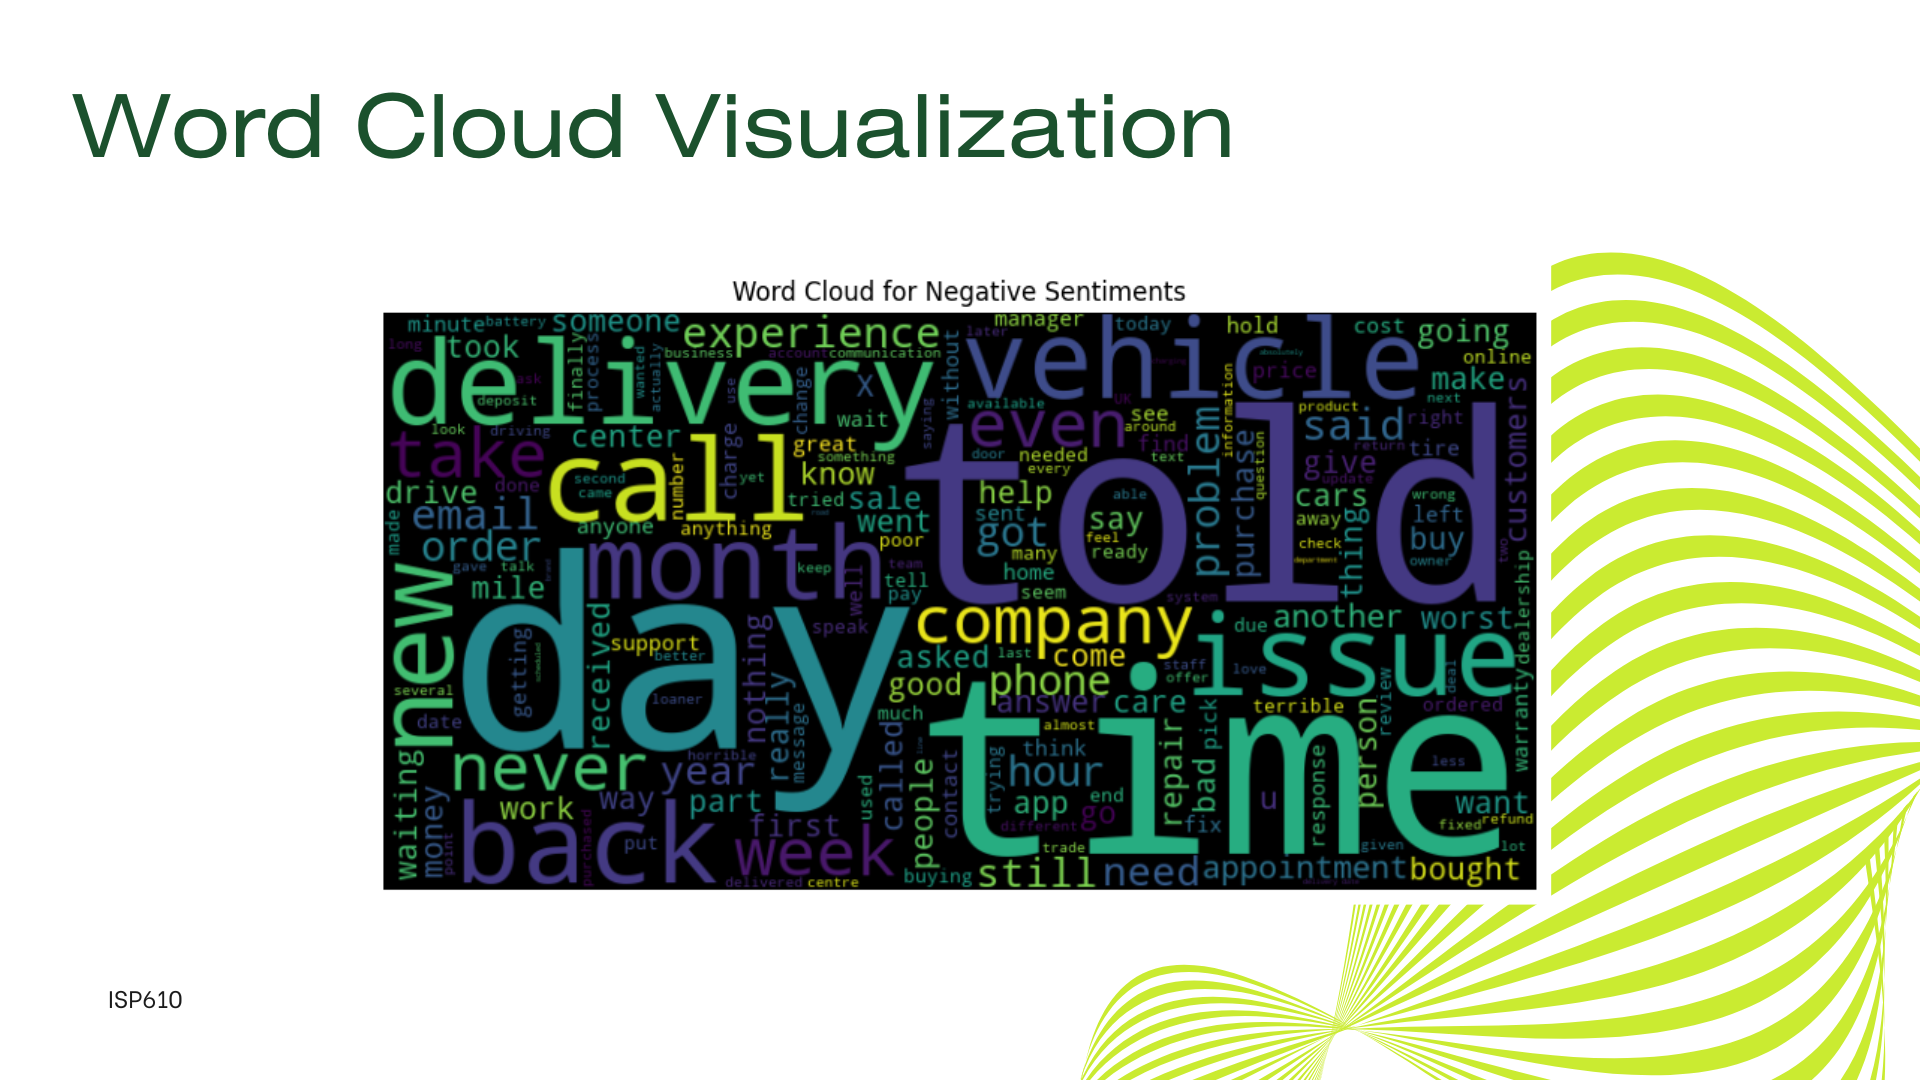 Word Cloud Visualization
Word Cloud for Negative Sentiments
minute battery someone experience manager today hold cost going
long took finally process wanted actually business account communication later without online
delivery vehicle
ask deposit use change X wait saying available UK see around information absolutely price product make next customers
look driving center great something know even door needed every find text problem purchase question said right return tire
take call told
done second came number charge yet tried sale help able give update cars wrong
drive email anyone anything went sent got say feel ready away left
made order month poor many check buy things
gave talk keep well team tell home department owner two
new mile pay seem system
day company issue
received support speak asked last come due another worst dealership
getting scheduled better nothing good phone staff offer love deal
several loaner really answer care terrible ordered warranty
date message much almost person review
time
never horrible year called think hour repair pick bad response less
waiting money work way part used people contact trying app end u want
back point purchased put first week different go fix fixed refund
trade given lot
delivered centre buying still need appointment bought
ISP610